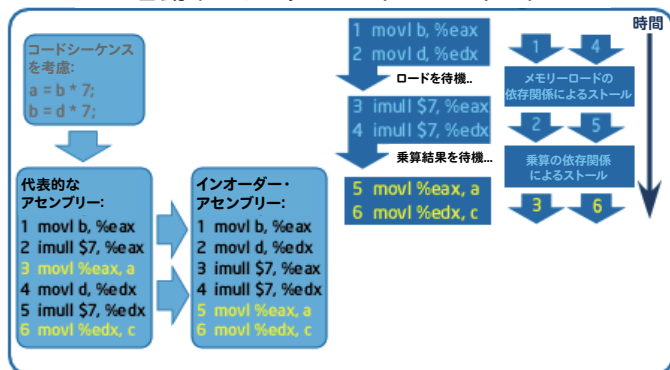 コードシーケンス
を考慮:
a = b * 7;
b = d * 7;
代表的な
アセンブリー:
1 movl b, %eax
2 imull $7, %eax
3 movl %eax, a
4 movl d, %edx
5 imull $7, %edx
6 movl %edx, c
インオーダー・
アセンブリー:
1 movl b, %eax
2 movl d, %edx
3 imull $7, %eax
4 imull $7, %edx
5 movl %eax, a
6 movl %edx, c
1 movl b, %eax
2 movl d, %edx
ロードを待機..
3 imull $7, %eax
4 imull $7, %edx
乗算結果を待機...
5 movl %eax, a
6 movl %edx, c
1 4
メモリーロードの
依存関係によるストール
2 5
乗算の依存関係
によるストール
3 6
時間